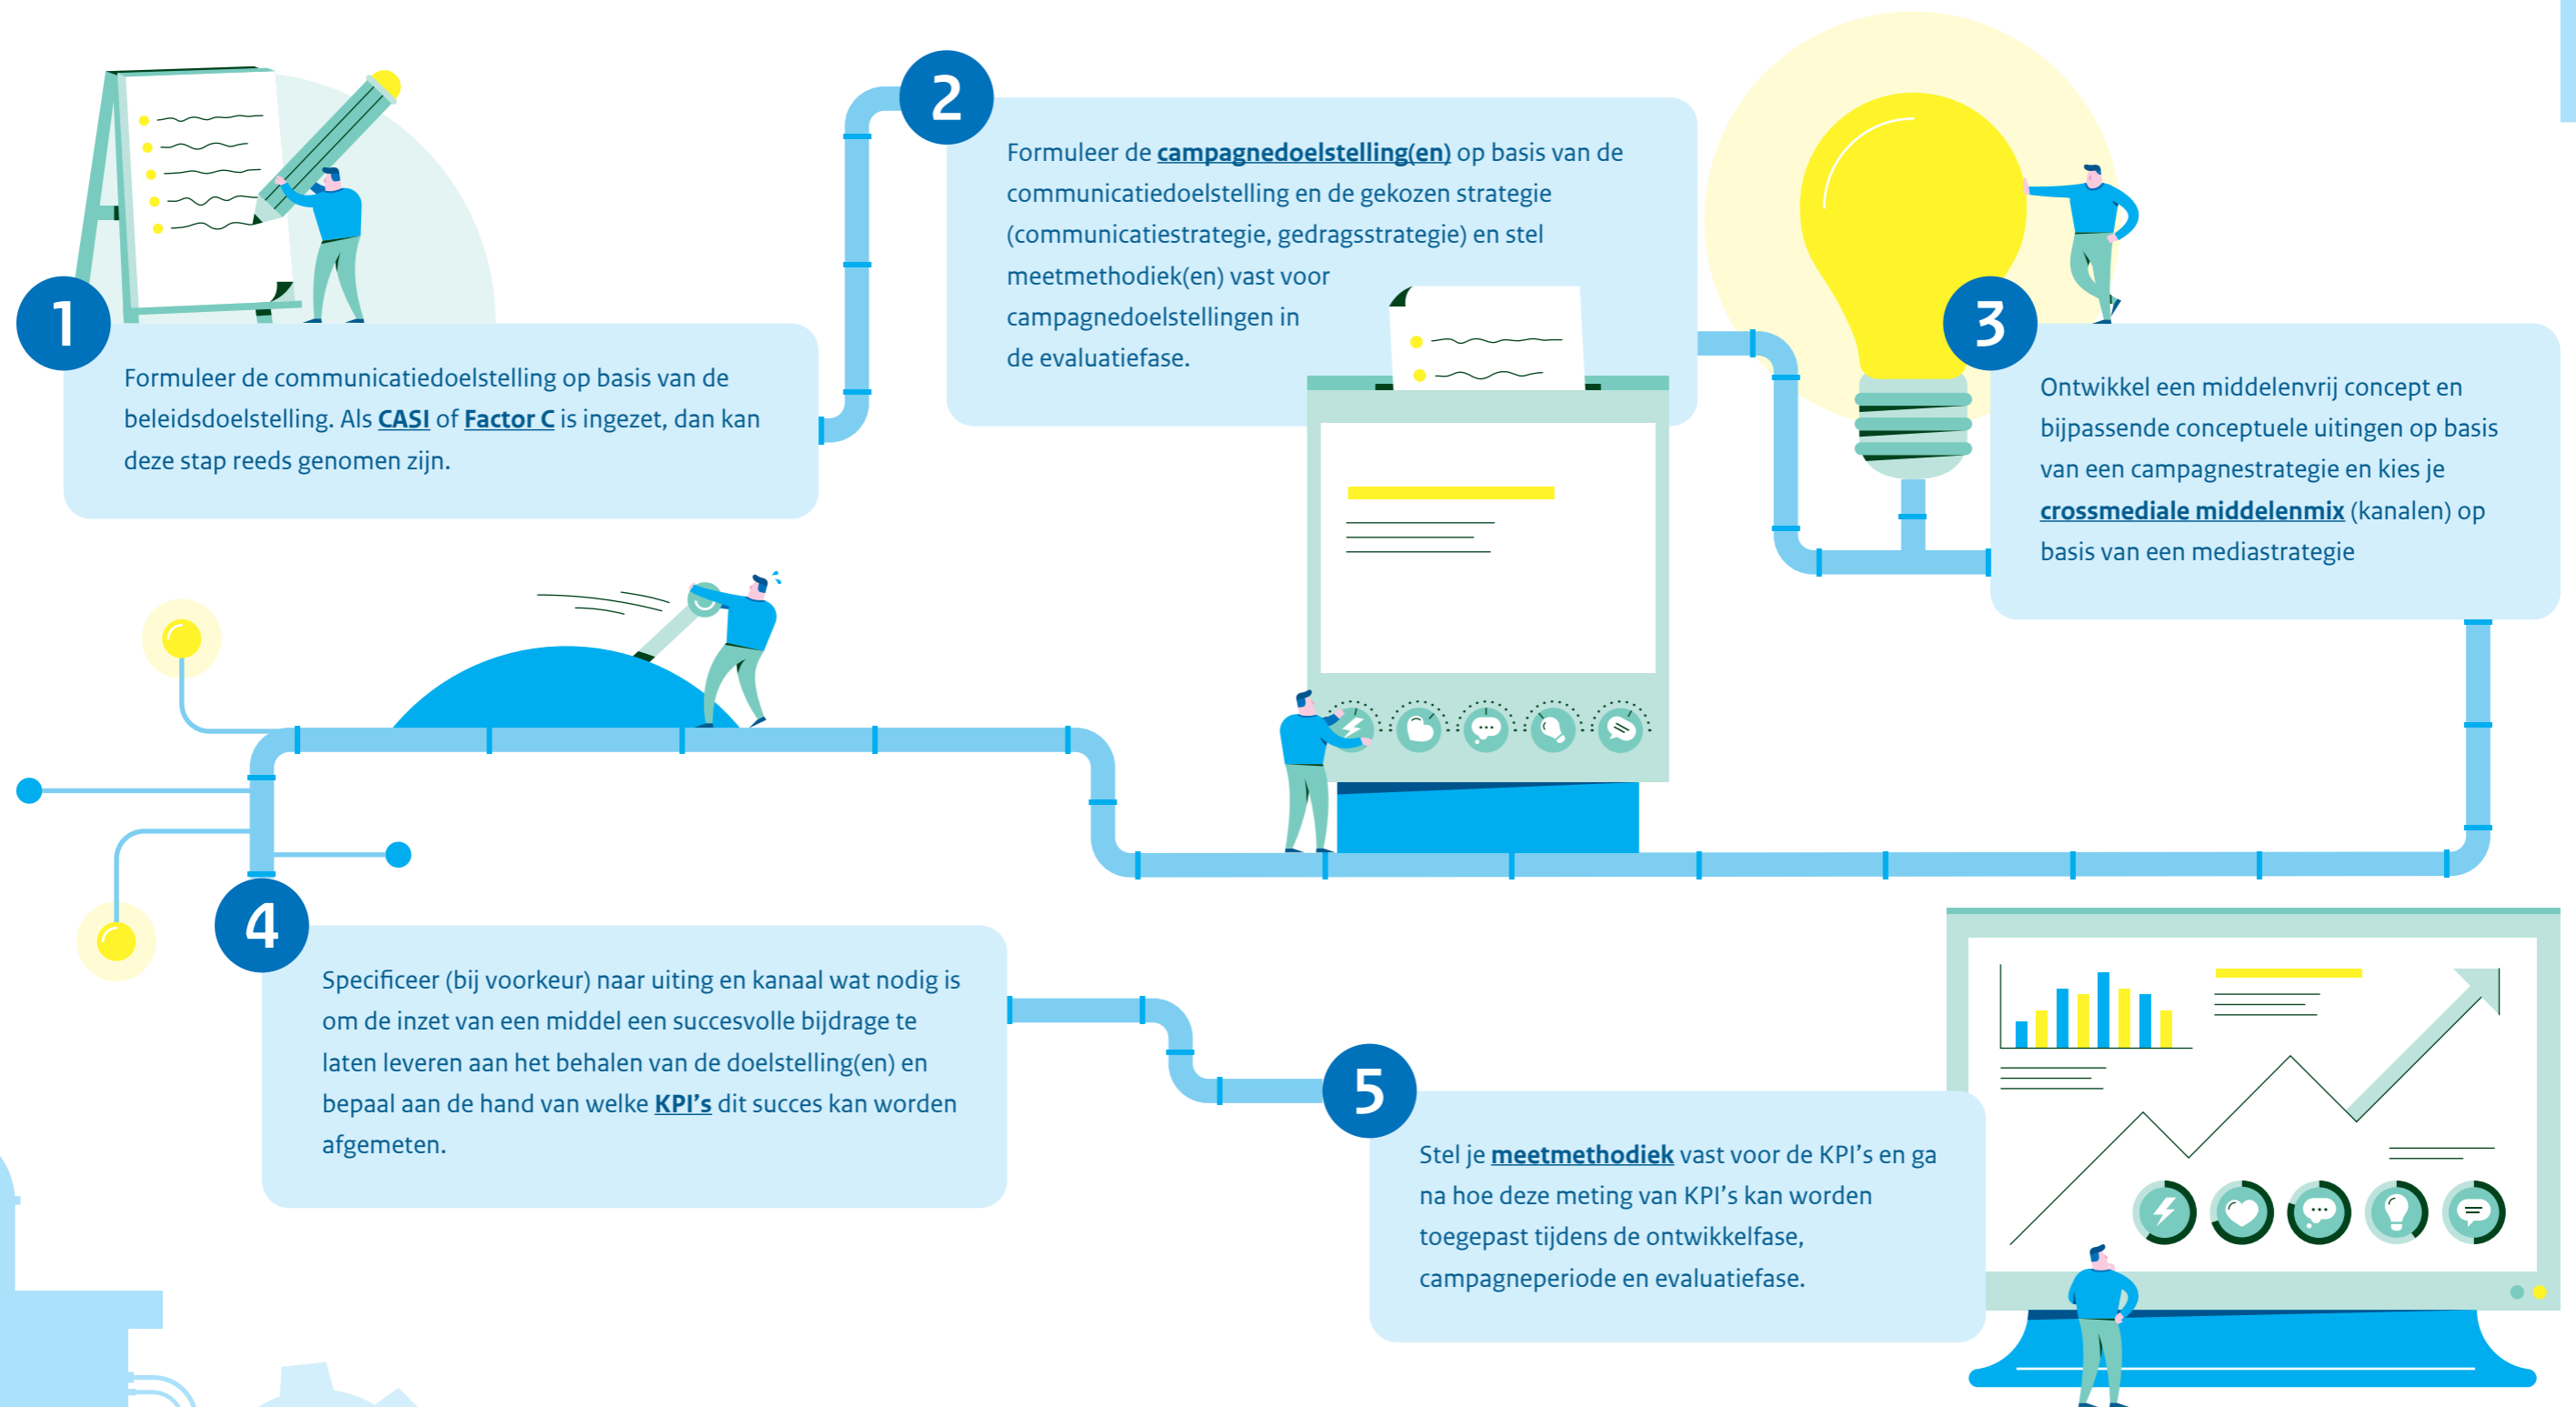 1
Formuleer de communicatiedoelstelling op basis van de
beleidsdoelstelling. Als CASI of Factor C is ingezet, dan kan
deze stap reeds genomen zijn.
2
Formuleer de campagnedoelstelling(en) op basis van de
communicatiedoelstelling en de gekozen strategie
(communicatiestrategie, gedragsstrategie) en stel
meetmethodiek(en) vast voor
campagnedoelstellingen in
de evaluatiefase.
3
Ontwikkel een middelenvrij concept en
bijpassende conceptuele uitingen op basis
van een campagnestrategie en kies je
crossmediale middelenmix (kanalen) op
basis van een mediastrategie
4
Specificeer (bij voorkeur) naar uiting en kanaal wat nodig is
om de inzet van een middel een succesvolle bijdrage te
laten leveren aan het behalen van de doelstelling(en) en
bepaal aan de hand van welke KPI's dit succes kan worden
afgemeten.
5
Stel je meetmethodiek vast voor de KPI's en ga
na hoe deze meting van KPI's kan worden
toegepast tijdens de ontwikkelfase,
campagneperiode en evaluatiefase.